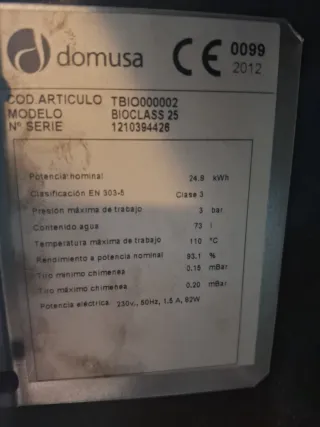 domusa CE 0099
2012
COD.ARTICULO TBIO000002
MODELO BIOCLASS 25
Nº SERIE 1210394426
Potencia nominal 24.9 kWh
Clasificación EN 303-5 Clase 3
Presión máxima de trabajo 3 bar
Contenido agua 73 l
Temperatura máxima de trabajo 110 °C
Rendimiento a potencia nominal 93,1 %
Tiro mínimo chimenea 0.15 mBar
Tiro máximo chimenea 0.20 mBar
Potencia eléctrica: 230v., 50Hz, 1.5 A, 82W